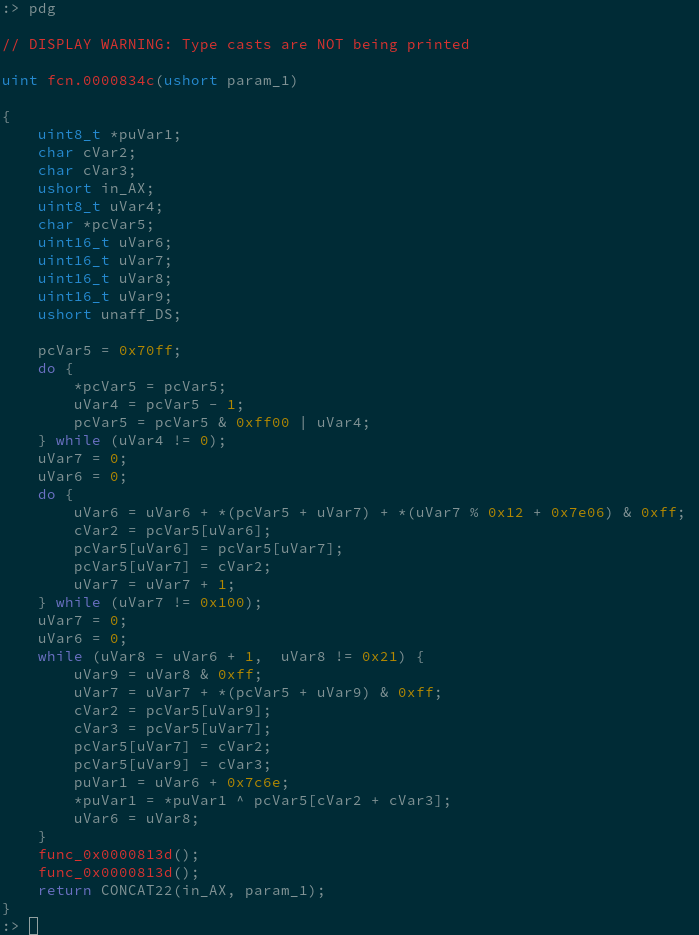 :> pdg
// DISPLAY WARNING: Type casts are NOT being printed
uint fcn.0000834c(ushort param_1)
{
    uint8_t *puVar1;
    char cVar2;
    char cVar3;
    ushort in_AX;
    uint8_t uVar4;
    char *pcVar5;
    uint16_t uVar6;
    uint16_t uVar7;
    uint16_t uVar8;
    uint16_t uVar9;
    ushort unaff_DS;
    pcVar5 = 0x70ff;
    do {
        *pcVar5 = pcVar5;
        uVar4 = pcVar5 - 1;
        pcVar5 = pcVar5 & 0xff00 | uVar4;
    } while (uVar4 != 0);
    uVar7 = 0;
    uVar6 = 0;
    do {
        uVar6 = uVar6 + *(pcVar5 + uVar7) + *(uVar7 % 0x12 + 0x7e06) & 0xff;
        cVar2 = pcVar5[uVar6];
        pcVar5[uVar6] = pcVar5[uVar7];
        pcVar5[uVar7] = cVar2;
        uVar7 = uVar7 + 1;
    } while (uVar7 != 0x100);
    uVar7 = 0;
    uVar6 = 0;
    while (uVar8 = uVar6 + 1,  uVar8 != 0x21) {
        uVar9 = uVar8 & 0xff;
        uVar7 = uVar7 + *(pcVar5 + uVar9) & 0xff;
        cVar2 = pcVar5[uVar9];
        cVar3 = pcVar5[uVar7];
        pcVar5[uVar7] = cVar2;
        pcVar5[uVar9] = cVar3;
        puVar1 = uVar6 + 0x7c6e;
        *puVar1 = *puVar1 ^ pcVar5[cVar2 + cVar3];
        uVar6 = uVar8;
    }
    func_0x0000813d();
    func_0x0000813d();
    return CONCAT22(in_AX, param_1);
}
:>